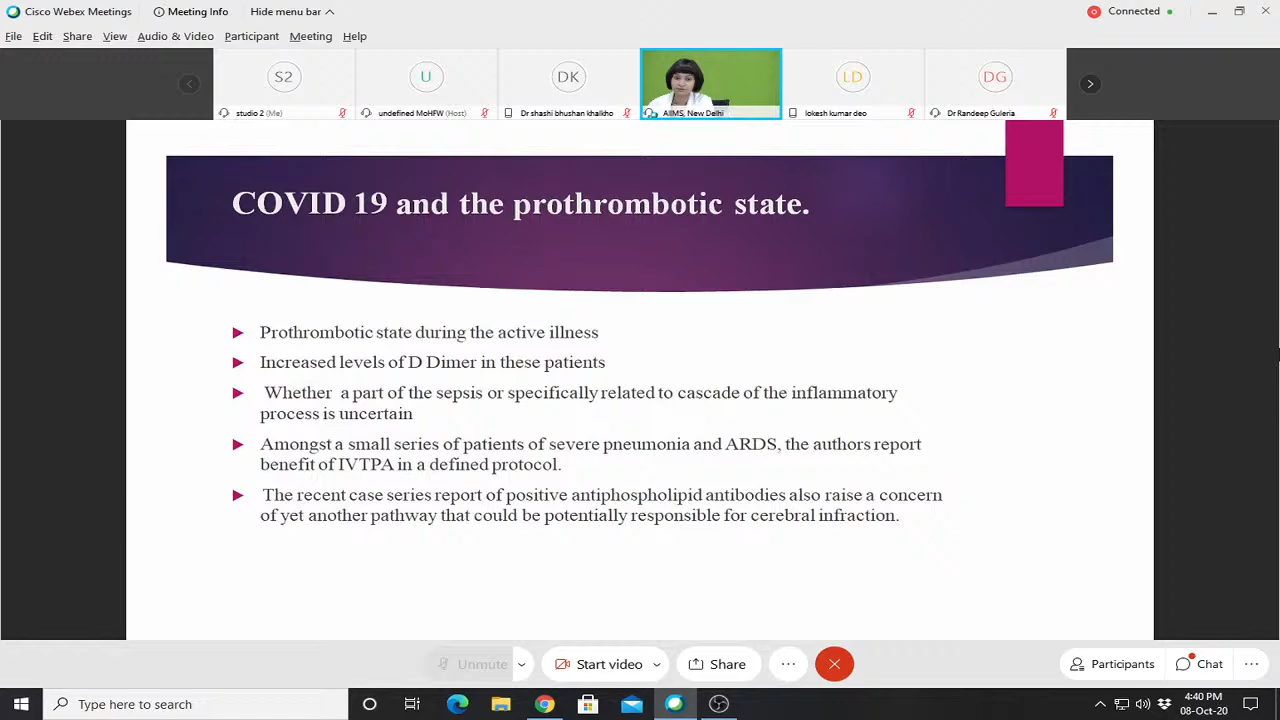 Cisco Webex Meetings
Meeting Info
Hide menu bar
Connected
File Edit Share View Audio & Video Participant Meeting Help
S2 U DK LD DG
studio 2 (Me) undefined MoHFW (Host) Dr shashi bhushan khalkho AIIMS, New Delhi lokesh kumar deo Dr Randeep Guleria
COVID 19 and the prothrombotic state.
Prothrombotic state during the active illness
Increased levels of D Dimer in these patients
Whether a part of the sepsis or specifically related to cascade of the inflammatory
process is uncertain
Amongst a small series of patients of severe pneumonia and ARDS, the authors report
benefit of IVTPA in a defined protocol.
The recent case series report of positive antiphospholipid antibodies also raise a concern
of yet another pathway that could be potentially responsible for cerebral infraction.
Unmute Start video Share Participants Chat
Type here to search
4:40 PM
08-Oct-20